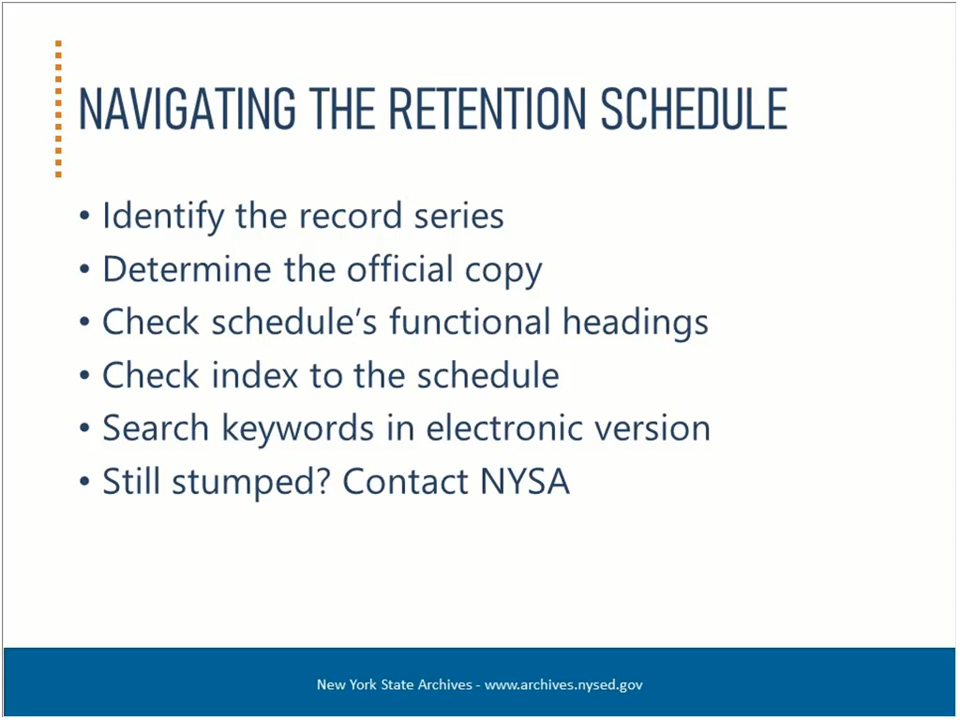 NAVIGATING THE RETENTION SCHEDULE
• Identify the record series
• Determine the official copy
• Check schedule's functional headings
• Check index to the schedule
• Search keywords in electronic version
• Still stumped? Contact NYSA
New York State Archives - www.archives.nysed.gov